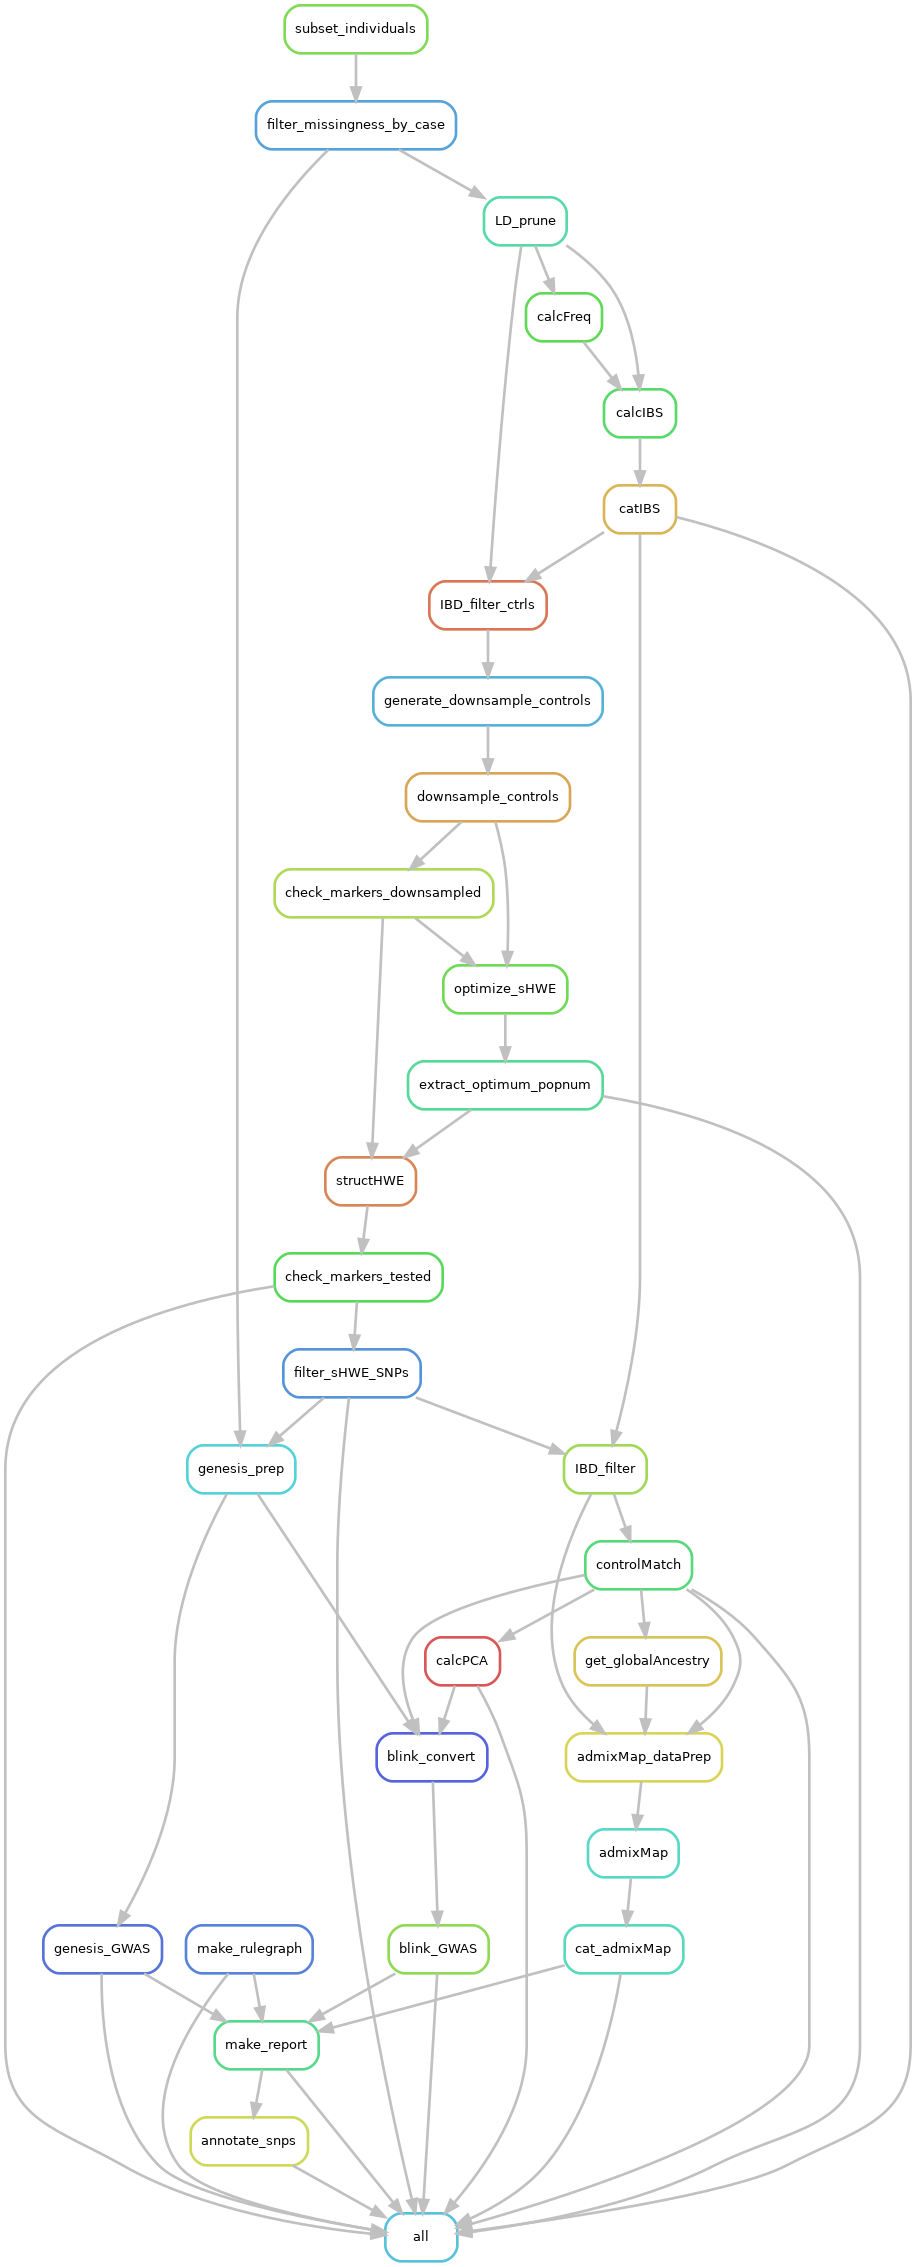 subset_individuals
filter_missingness_by_case
LD_prune
calcFreq
calcIBS
catIBS
IBD_filter_ctrls
generate_downsample_controls
downsample_controls
check_markers_downsampled
optimize_sHWE
extract_optimum_popnum
structHWE
check_markers_tested
filter_sHWE_SNPs
genesis_prep
IBD_filter
controlMatch
calcPCA
get_globalAncestry
blink_convert
admixMap_dataPrep
admixMap
genesis_GWAS
make_rulegraph
blink_GWAS
cat_admixMap
make_report
annotate_snps
all